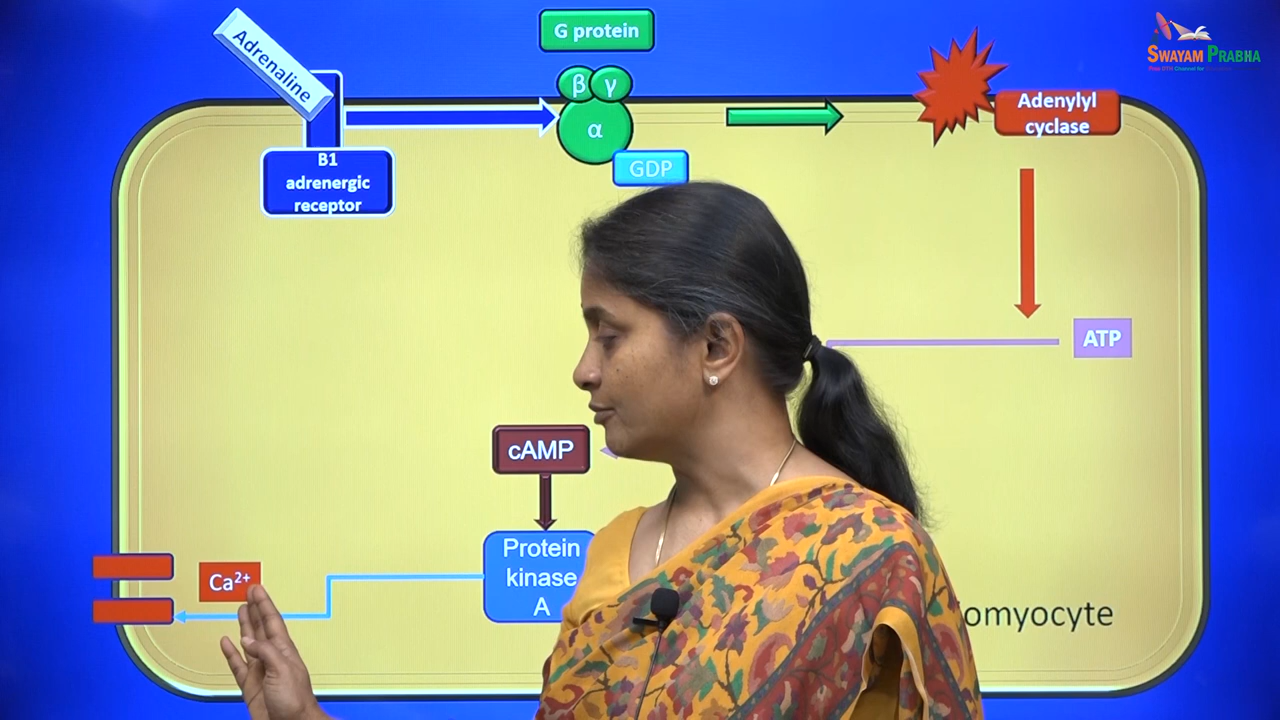 G protein
Adrenaline
SWAYAM PRABHA
β γ
α
Adenylyl
cyclase
B1
adrenergic
receptor
GDP
ATP
cAMP
Protein
kinase
A
Ca²⁺
omyocyte